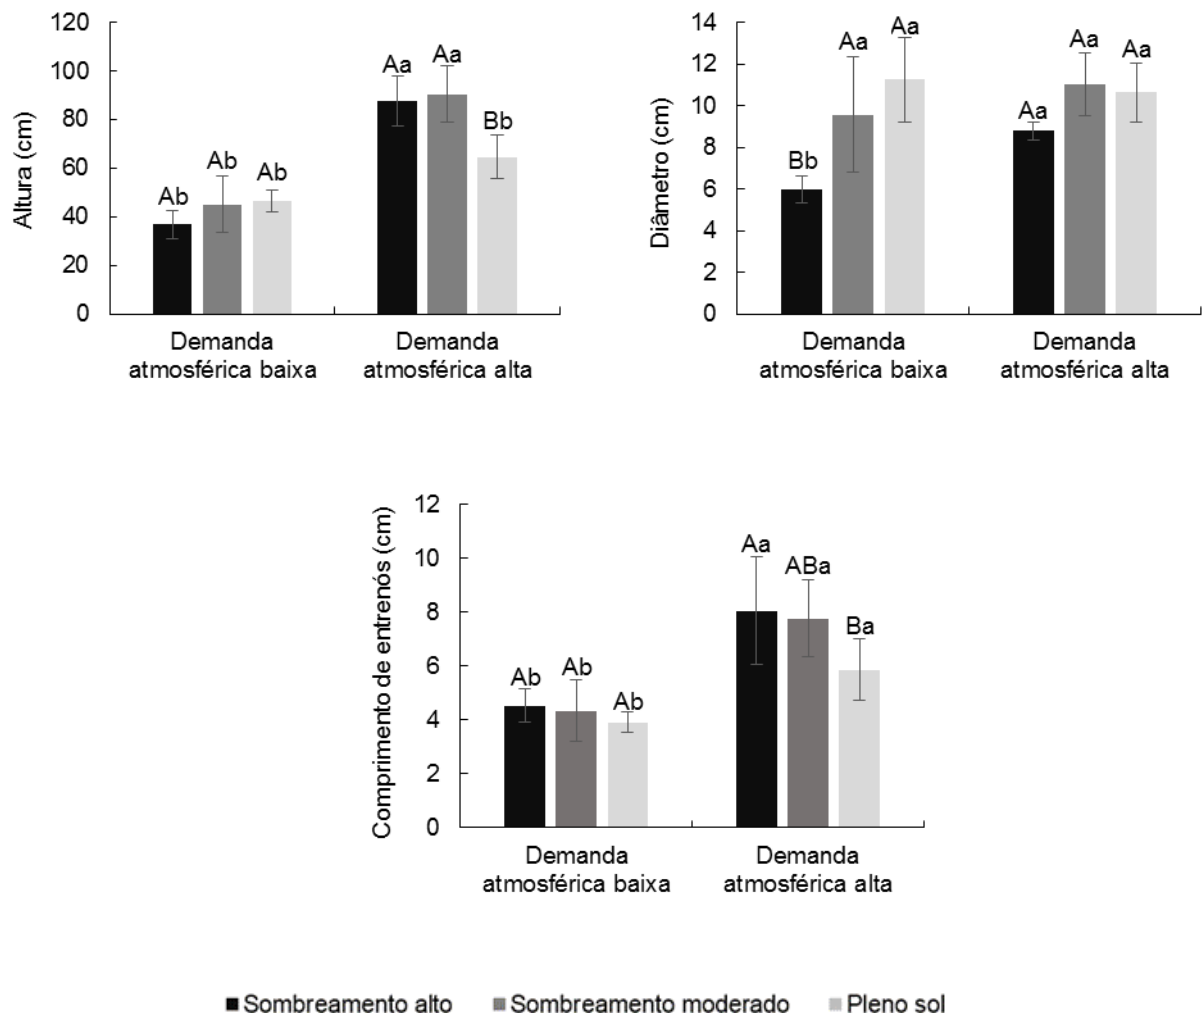 Altura (cm)
120
100
80
60
40
20
0
Ab
Ab
Ab
Aa
Aa
Bb
Demanda
atmosférica baixa
Demanda
atmosférica alta
Diâmetro (cm)
14
12
10
8
6
4
2
0
Bb
Aa
Aa
Aa
Aa
Aa
Demanda
atmosférica baixa
Demanda
atmosférica alta
Comprimento de entrenós (cm)
12
10
8
6
4
2
0
Ab
Ab
Ab
Aa
ABa
Ba
Demanda
atmosférica baixa
Demanda
atmosférica alta
Sombreamento alto Sombreamento moderado Pleno sol